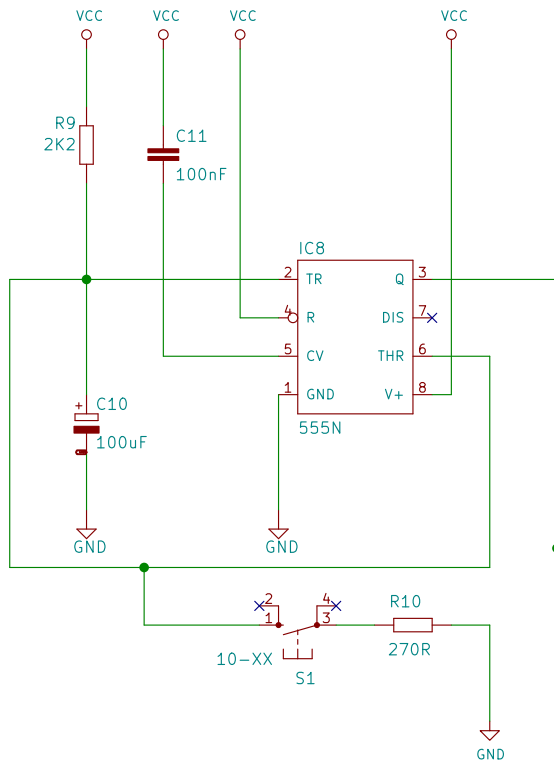 VCC
VCC
VCC
VCC
R9
2K2
C11
100nF
IC8
2 TR
Q 3
4 R
DIS 7
5 CV
THR 6
1 GND
V+ 8
555N
+
C10
100uF
GND
GND
2
4
1
3
R10
270R
10-XX
S1
GND